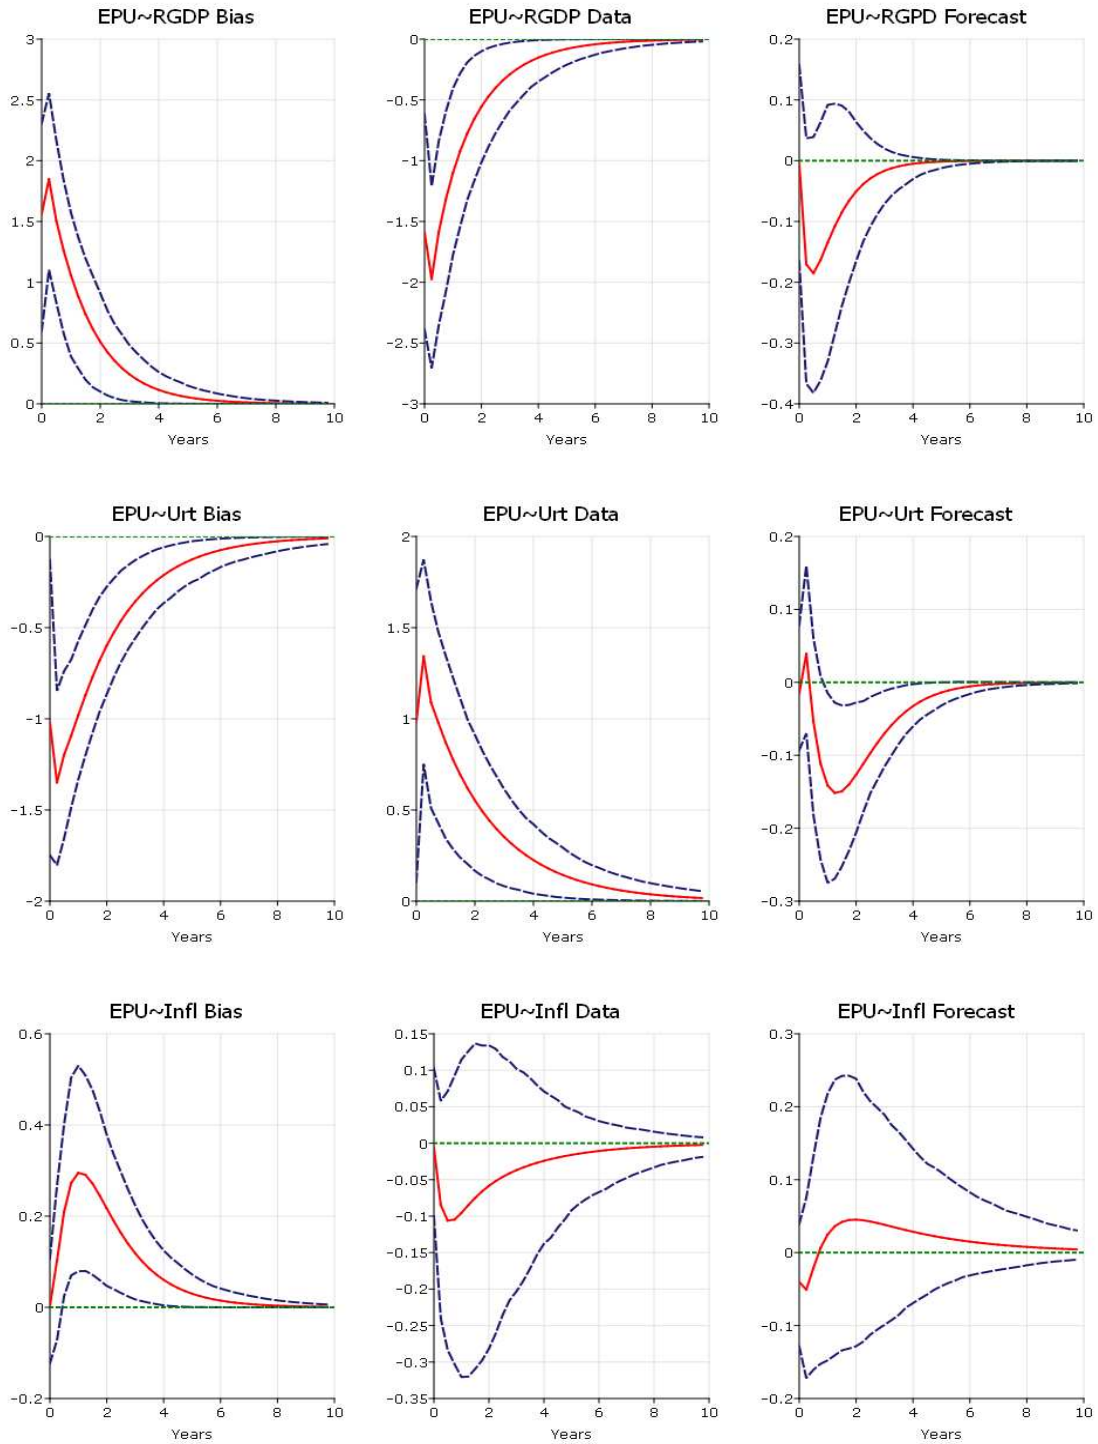 EPU~RGDP Bias
3
2.5
2
1.5
1
0.5
0
0 2 4 6 8 10
Years
EPU~RGDP Data
0
−0.5
−1
−1.5
−2
−2.5
−3
0 2 4 6 8 10
Years
EPU~RGPD Forecast
0.2
0.1
0
−0.1
−0.2
−0.3
−0.4
0 2 4 6 8 10
Years
EPU~Urt Bias
0
−0.5
−1
−1.5
−2
0 2 4 6 8 10
Years
EPU~Urt Data
2
1.5
1
0.5
0
0 2 4 6 8 10
Years
EPU~Urt Forecast
0.2
0.1
0
−0.1
−0.2
−0.3
0 2 4 6 8 10
Years
EPU~Infl Bias
0.6
0.4
0.2
0
−0.2
0 2 4 6 8 10
Years
EPU~Infl Data
0.15
0.1
0.05
0
−0.05
−0.1
−0.15
−0.2
−0.25
−0.3
−0.35
0 2 4 6 8 10
Years
EPU~Infl Forecast
0.3
0.2
0.1
0
−0.1
−0.2
0 2 4 6 8 10
Years